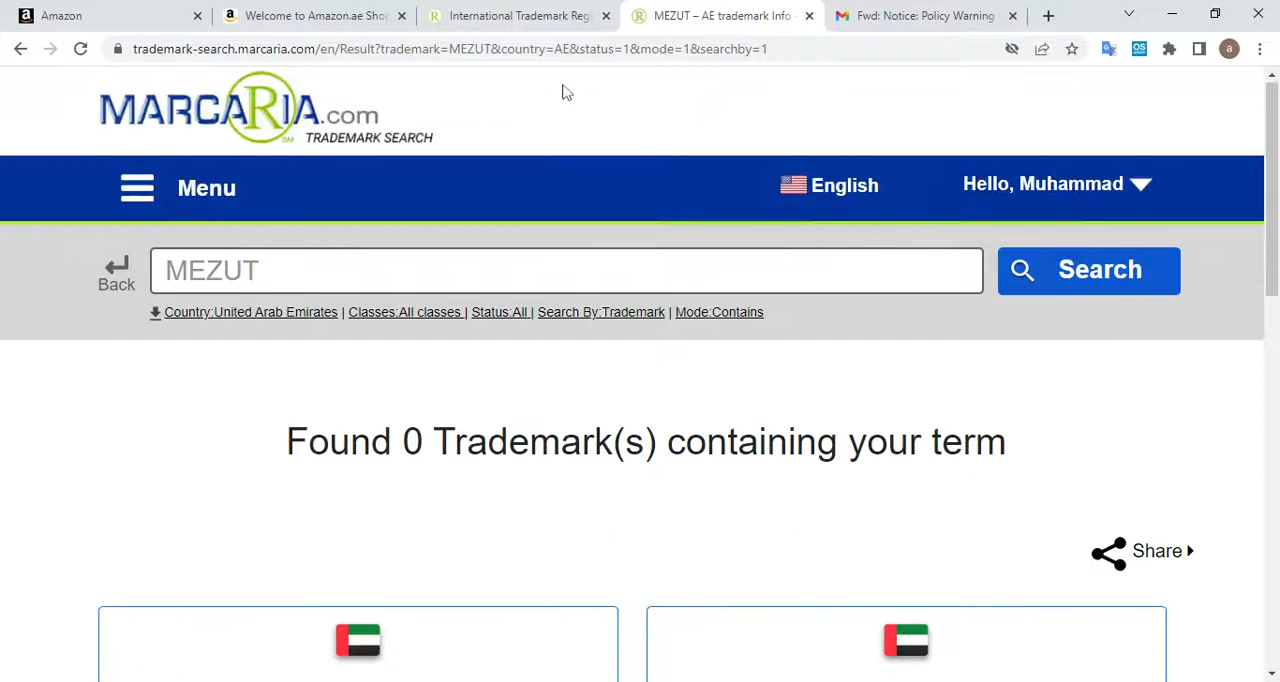 Amazon
Welcome to Amazon.ae Sho
International Trademark Reg
MEZUT – AE trademark Info -
Fwd: Notice: Policy Warning
trademark-search.marcaria.com/en/Result?trademark=MEZUT&country=AE&status=1&mode=1&searchby=1
OS
a
MARCARIA.com
SM
TRADEMARK SEARCH
Menu
English
Hello, Muhammad
Back
MEZUT
Search
Country:United Arab Emirates | Classes:All classes | Status:All | Search By:Trademark | Mode:Contains
Found 0 Trademark(s) containing your term
Share